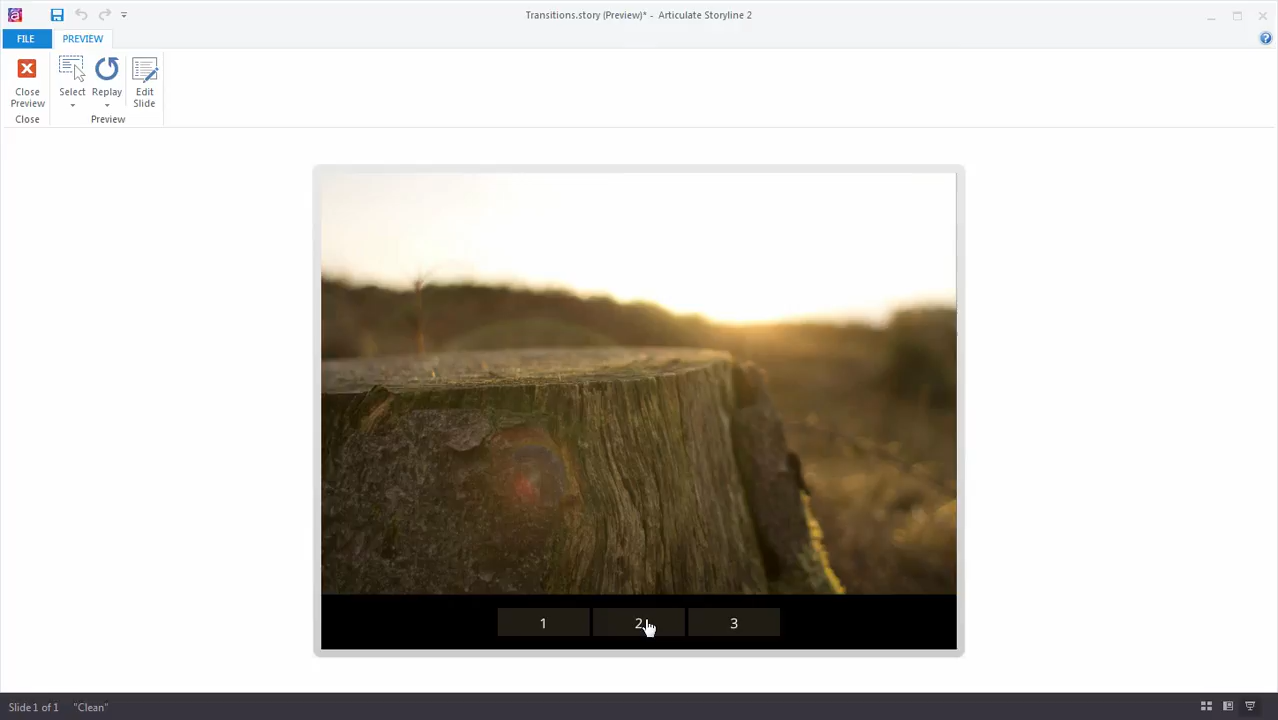 Transitions.story (Preview)* - Articulate Storyline 2
FILE
PREVIEW
Close Preview
Select
Replay
Edit Slide
Close
Preview
1
2
3
Slide 1 of 1
"Clean"